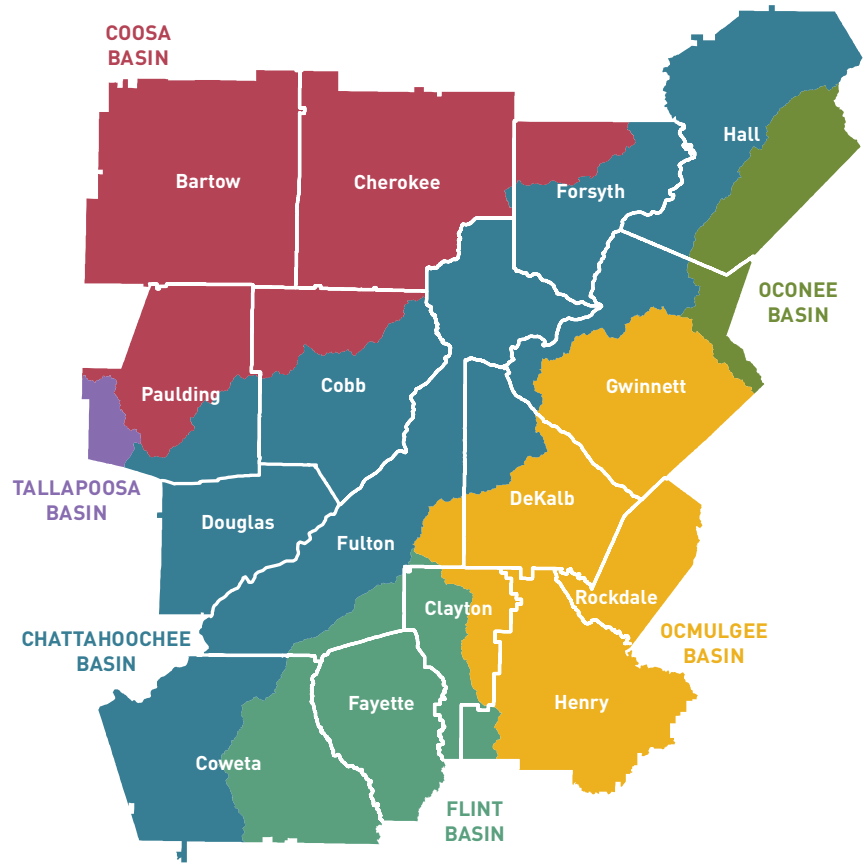 COOSA
BASIN
Hall
Bartow
Cherokee
Forsyth
OCONEE
BASIN
Paulding
Cobb
Gwinnett
TALLAPOOSA
BASIN
DeKalb
Douglas
Fulton
Rockdale
Clayton
CHATTAHOOCHEE
BASIN
OCMULGEE
BASIN
Fayette
Henry
Coweta
FLINT
BASIN